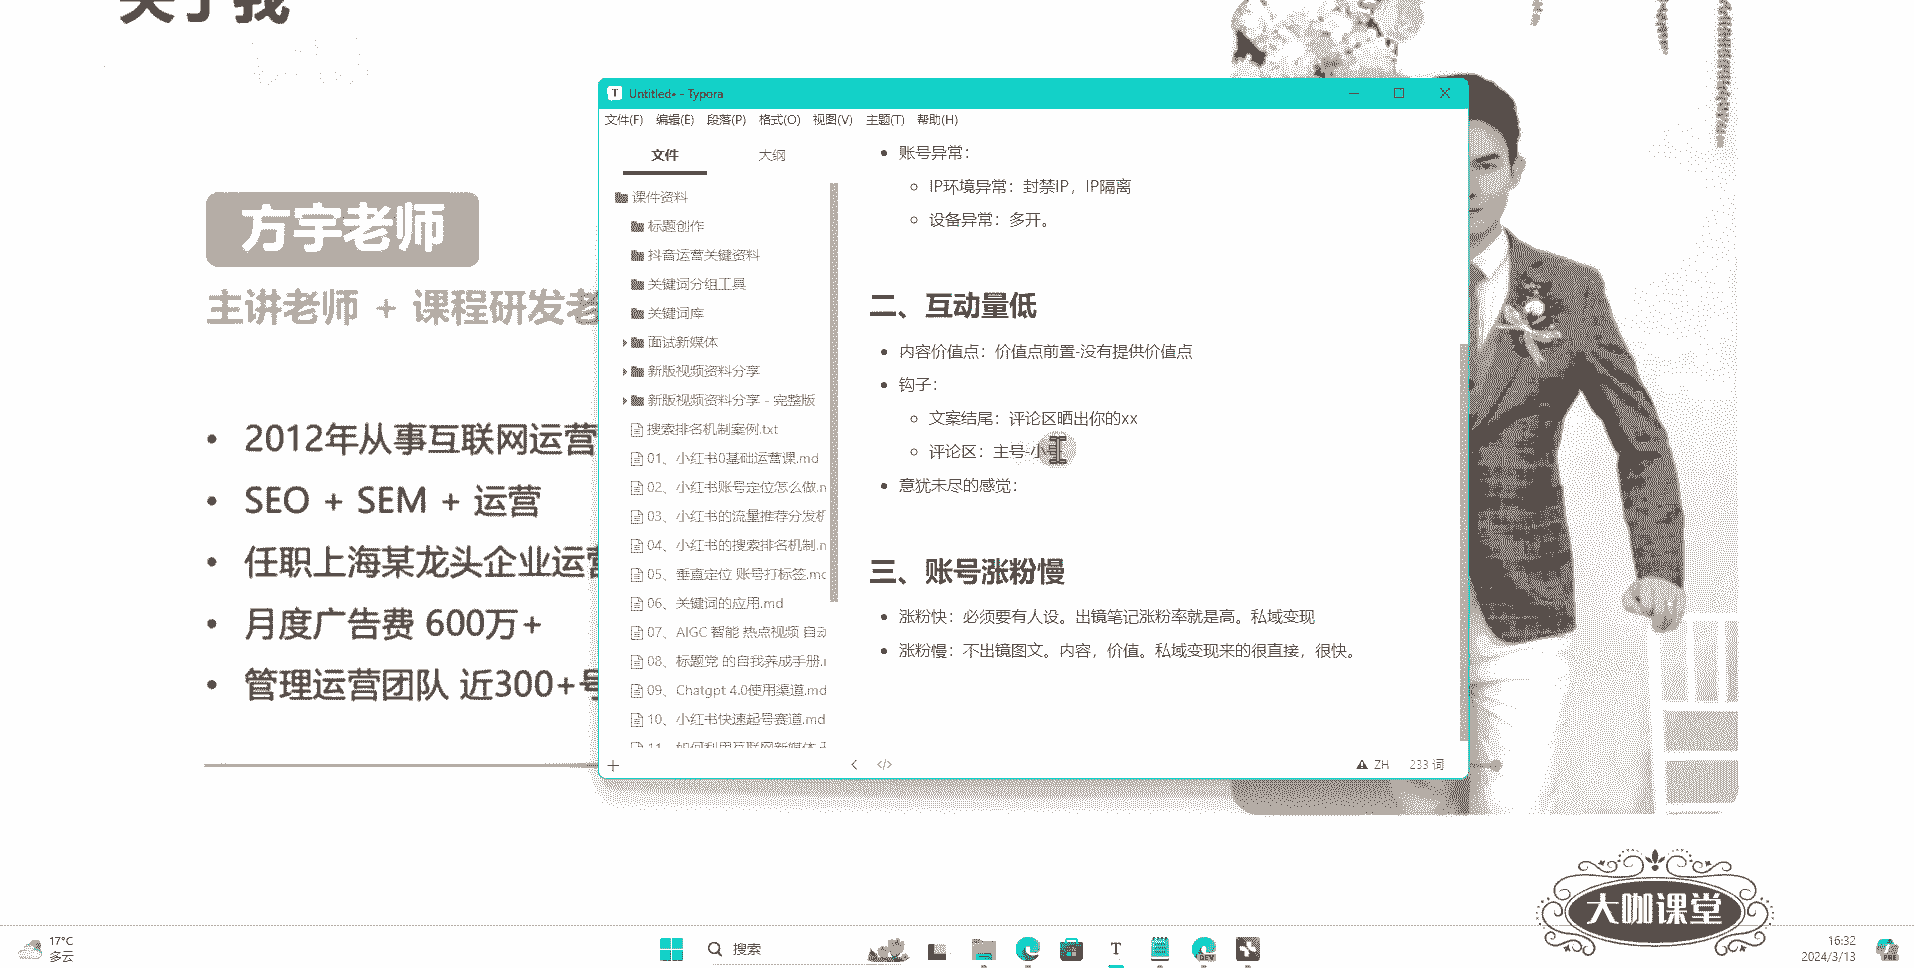 关于我
方宇老师
主讲老师 + 课程研发老
2012年从事互联网运营
SEO + SEM + 运营
任职上海某龙头企业运营
月度广告费 600万+
管理运营团队 近300+号
Untitled• - Typora
文件(F) 编辑(E) 段落(P) 格式(O) 视图(V) 主题(T) 帮助(H)
文件 大纲
课件资料
标题创作
抖音运营关键资料
关键词分组工具
关键词库
面试新媒体
新版视频资料分享
新版视频资料分享 - 完整版
搜索排名机制案例.txt
01、小红书0基础运营课.md
02、小红书账号定位怎么做.m
03、小红书的流量推荐分发机
04、小红书的搜索排名机制.m
05、垂直定位 账号打标签.mc
06、关键词的应用.md
07、AIGC 智能 热点视频 自动
08、标题党 的自我养成手册.r
09、Chatgpt 4.0使用渠道.md
10、小红书快速起号赛道.md
11、如何利用互联网新媒体
账号异常：
IP环境异常：封禁IP，IP隔离
设备异常：多开。
二、互动量低
内容价值点：价值点前置-没有提供价值点
钩子：
文案结尾：评论区晒出你的xx
评论区：主号-小
意犹未尽的感觉：
三、账号涨粉慢
涨粉快：必须要有人设。出镜笔记涨粉率就是高。私域变现
涨粉慢：不出镜图文。内容，价值。私域变现来的很直接，很快。
ZH 233 词
大咖课堂
17°C
多云
搜索
16:32
2024/3/13